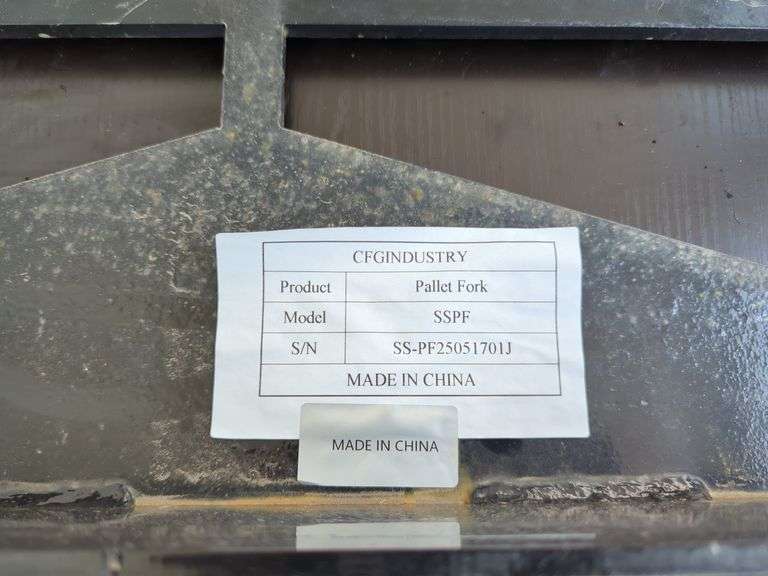 CFGINDUSTRY
Product Pallet Fork
Model SSPF
S/N SS-PF25051701J
MADE IN CHINA
MADE IN CHINA